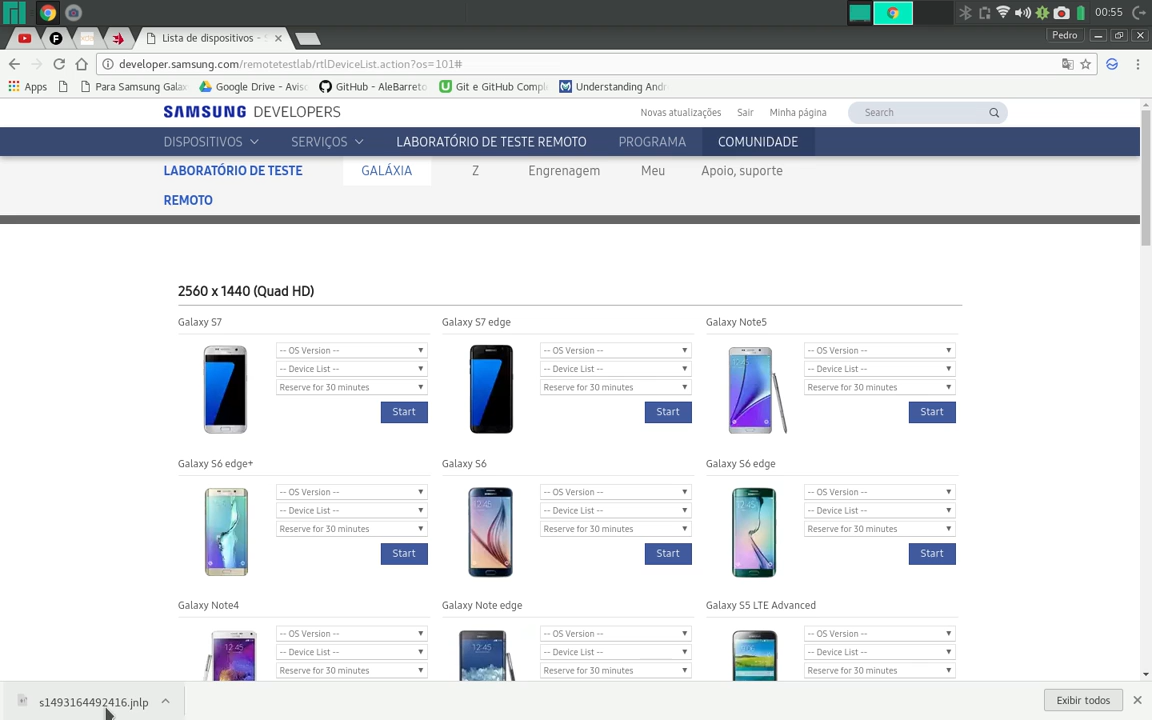 00:55
Lista de dispositivos - S
Pedro
developer.samsung.com/remotetestlab/rtlDeviceList.action?os=101#
Apps
Para Samsung Galax
Google Drive - Aviso
GitHub - AleBarreto
Git e GitHub Comple
Understanding Andr
SAMSUNG DEVELOPERS
Novas atualizações
Sair
Minha página
Search
DISPOSITIVOS
SERVIÇOS
LABORATÓRIO DE TESTE REMOTO
PROGRAMA
COMUNIDADE
LABORATÓRIO DE TESTE
REMOTO
GALÁXIA
Z
Engrenagem
Meu
Apoio, suporte
2560 x 1440 (Quad HD)
Galaxy S7
-- OS Version --
-- Device List --
Reserve for 30 minutes
Start
Galaxy S7 edge
-- OS Version --
-- Device List --
Reserve for 30 minutes
Start
Galaxy Note5
-- OS Version --
-- Device List --
Reserve for 30 minutes
Start
Galaxy S6 edge+
-- OS Version --
-- Device List --
Reserve for 30 minutes
Start
Galaxy S6
-- OS Version --
-- Device List --
Reserve for 30 minutes
Start
Galaxy S6 edge
-- OS Version --
-- Device List --
Reserve for 30 minutes
Start
Galaxy Note4
-- OS Version --
-- Device List --
Reserve for 30 minutes
Galaxy Note edge
-- OS Version --
-- Device List --
Reserve for 30 minutes
Galaxy S5 LTE Advanced
-- OS Version --
-- Device List --
Reserve for 30 minutes
s1493164492416.jnlp
Exibir todos